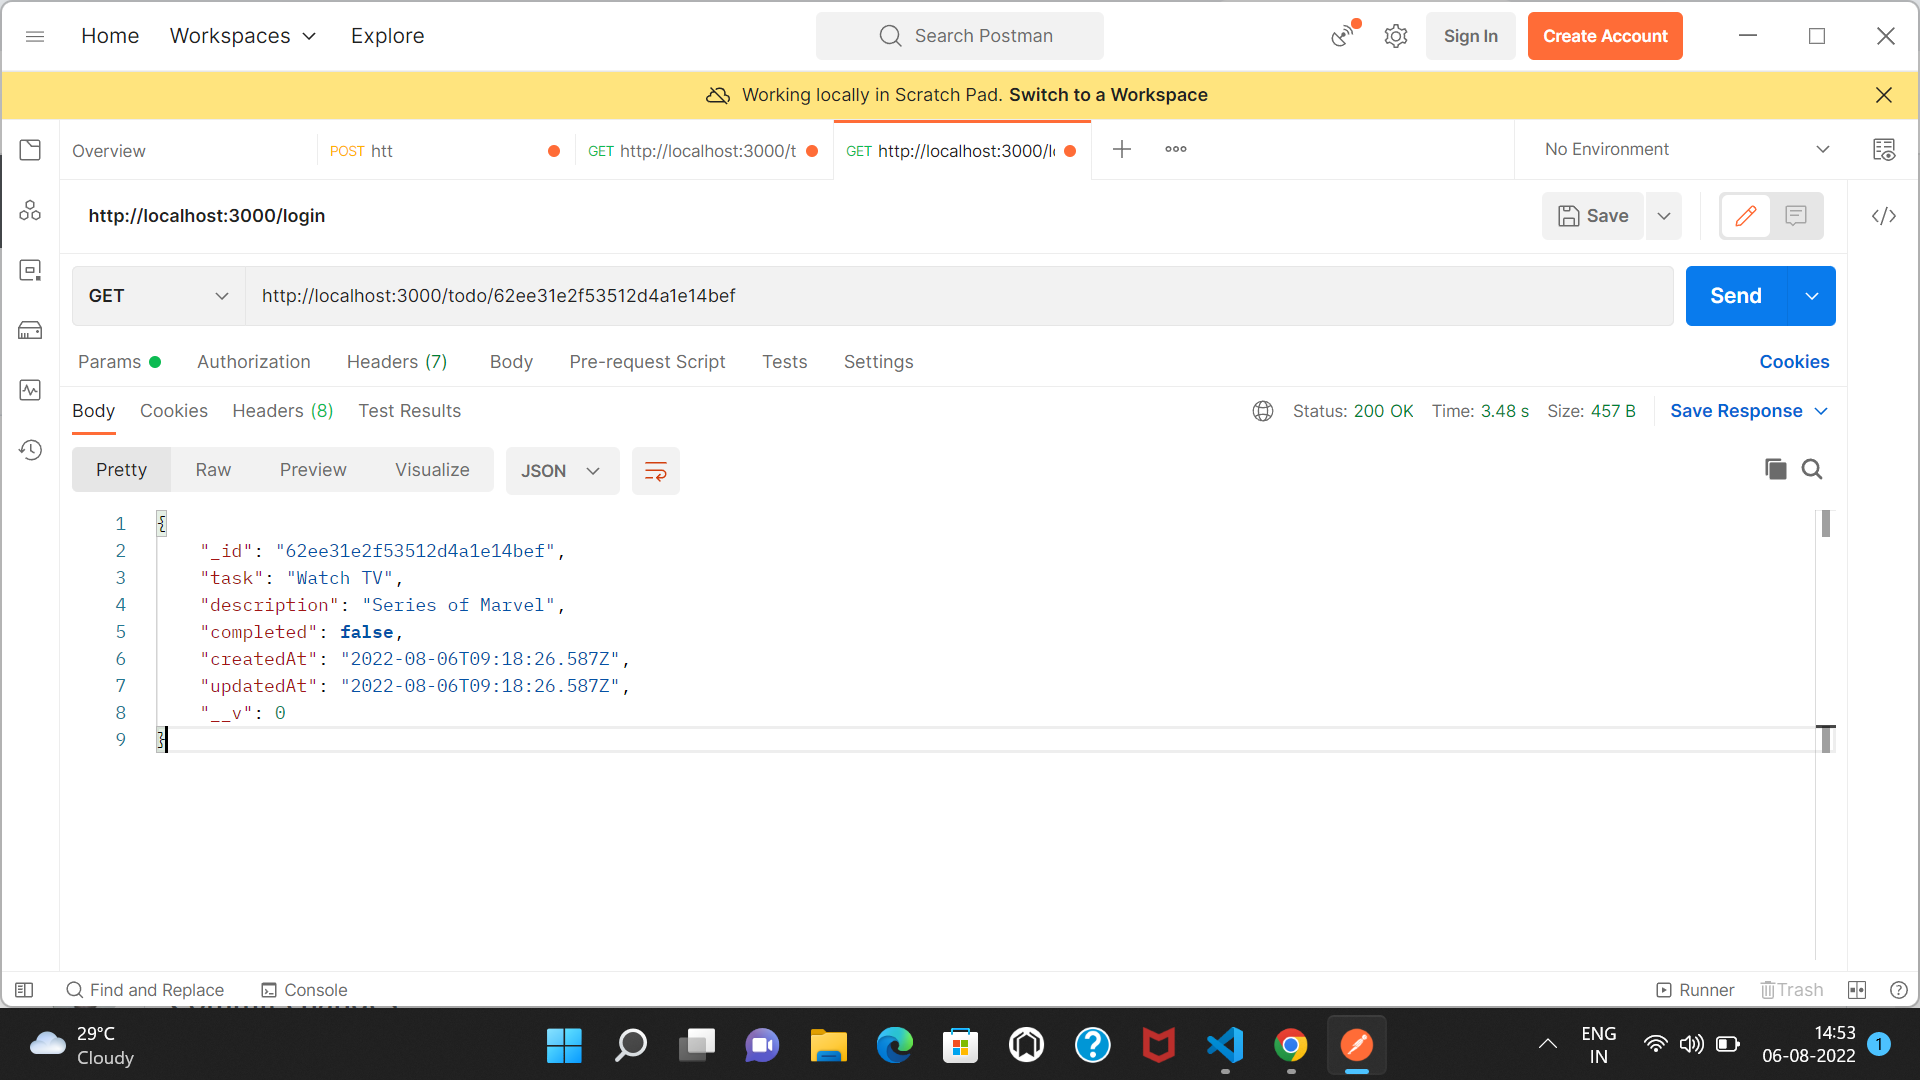 Home Workspaces Explore Search Postman Sign In Create Account
Working locally in Scratch Pad. Switch to a Workspace
Overview POST htt GET http://localhost:3000/t GET http://localhost:3000/l No Environment
http://localhost:3000/login Save
GET http://localhost:3000/todo/62ee31e2f53512d4a1e14bef Send
Params Authorization Headers (7) Body Pre-request Script Tests Settings Cookies
Body Cookies Headers (8) Test Results Status: 200 OK Time: 3.48 s Size: 457 B Save Response
Pretty Raw Preview Visualize JSON
1 {
2 "_id": "62ee31e2f53512d4a1e14bef",
3 "task": "Watch TV",
4 "description": "Series of Marvel",
5 "completed": false,
6 "createdAt": "2022-08-06T09:18:26.587Z",
7 "updatedAt": "2022-08-06T09:18:26.587Z",
8 "__v": 0
9 }
Find and Replace Console Runner Trash
29°C ENG 14:53
Cloudy IN 06-08-2022 1